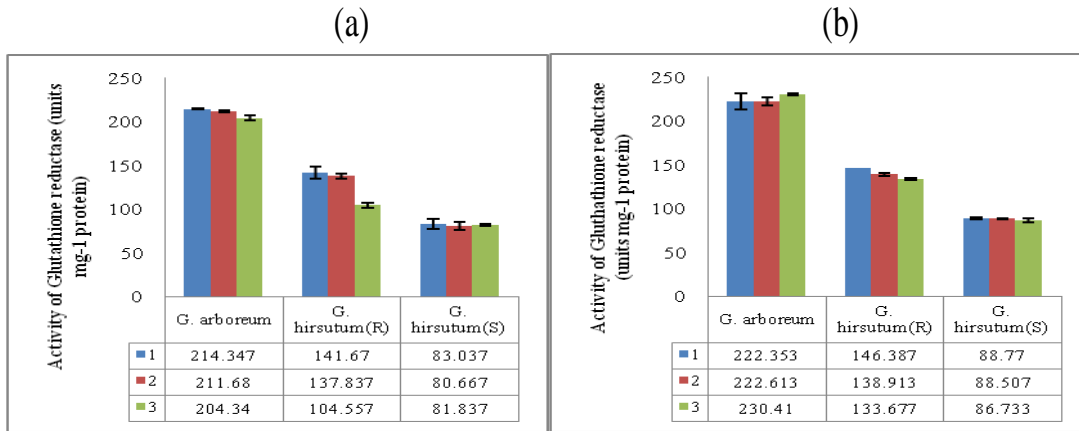 (a)
(b)
Activity of Glutathione reductase (units
mg-1 protein)
250
200
150
100
50
0
G. arboreum
G.
hirsutum (R)
G.
hirsutum (S)
1 214.347 141.67 83.037
2 211.68 137.837 80.667
3 204.34 104.557 81.837
Activity of Gluthathione reductase
(units mg-1 protein)
250
200
150
100
50
0
G. arboreum
G.
hirsutum (R)
G.
hirsutum (S)
1 222.353 146.387 88.77
2 222.613 138.913 88.507
3 230.41 133.677 86.733